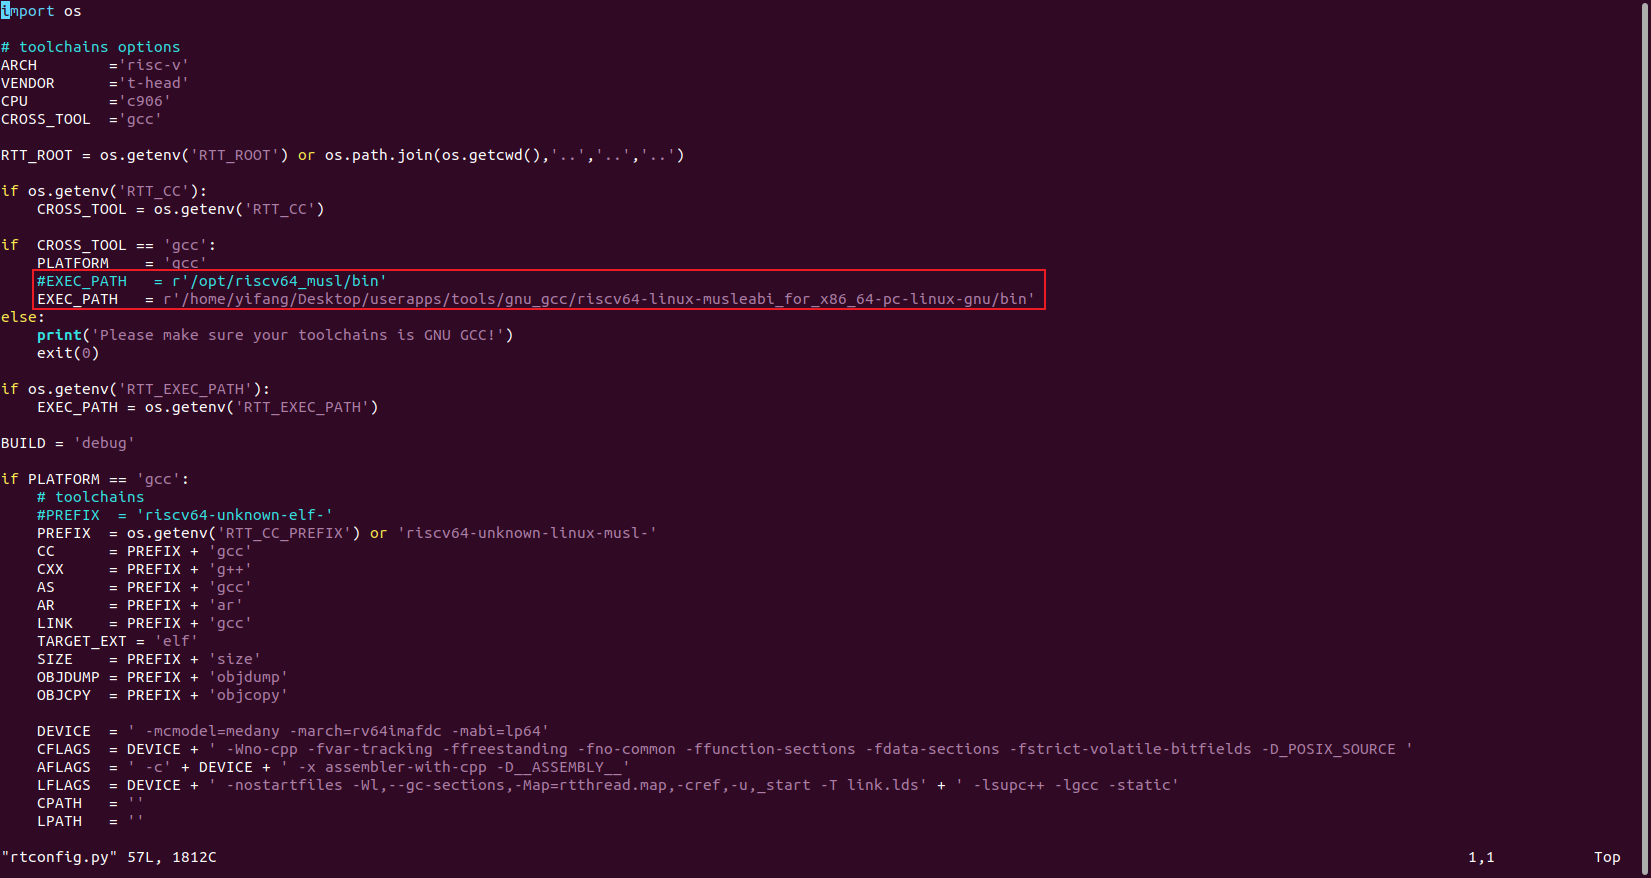 import os
# toolchains options
ARCH        ='risc-v'
VENDOR      ='t-head'
CPU         ='c906'
CROSS_TOOL  ='gcc'
RTT_ROOT = os.getenv('RTT_ROOT') or os.path.join(os.getcwd(),'..','..','..')
if os.getenv('RTT_CC'):
    CROSS_TOOL = os.getenv('RTT_CC')
if  CROSS_TOOL == 'gcc':
    PLATFORM    = 'gcc'
    #EXEC_PATH   = r'/opt/riscv64_musl/bin'
    EXEC_PATH   = r'/home/yifang/Desktop/userapps/tools/gnu_gcc/riscv64-linux-musleabi_for_x86_64-pc-linux-gnu/bin'
else:
    print('Please make sure your toolchains is GNU GCC!')
    exit(0)
if os.getenv('RTT_EXEC_PATH'):
    EXEC_PATH = os.getenv('RTT_EXEC_PATH')
BUILD = 'debug'
if PLATFORM == 'gcc':
    # toolchains
    #PREFIX  = 'riscv64-unknown-elf-'
    PREFIX  = os.getenv('RTT_CC_PREFIX') or 'riscv64-unknown-linux-musl-'
    CC      = PREFIX + 'gcc'
    CXX     = PREFIX + 'g++'
    AS      = PREFIX + 'gcc'
    AR      = PREFIX + 'ar'
    LINK    = PREFIX + 'gcc'
    TARGET_EXT = 'elf'
    SIZE    = PREFIX + 'size'
    OBJDUMP = PREFIX + 'objdump'
    OBJCPY  = PREFIX + 'objcopy'
    DEVICE  = ' -mcmodel=medany -march=rv64imafdc -mabi=lp64'
    CFLAGS  = DEVICE + ' -Wno-cpp -fvar-tracking -ffreestanding -fno-common -ffunction-sections -fdata-sections -fstrict-volatile-bitfields -D_POSIX_SOURCE '
    AFLAGS  = ' -c' + DEVICE + ' -x assembler-with-cpp -D__ASSEMBLY__'
    LFLAGS  = DEVICE + ' -nostartfiles -Wl,--gc-sections,-Map=rtthread.map,-cref,-u,_start -T link.lds' + ' -lsupc++ -lgcc -static'
    CPATH   = ''
    LPATH   = ''
"rtconfig.py" 57L, 1812C 1,1 Top